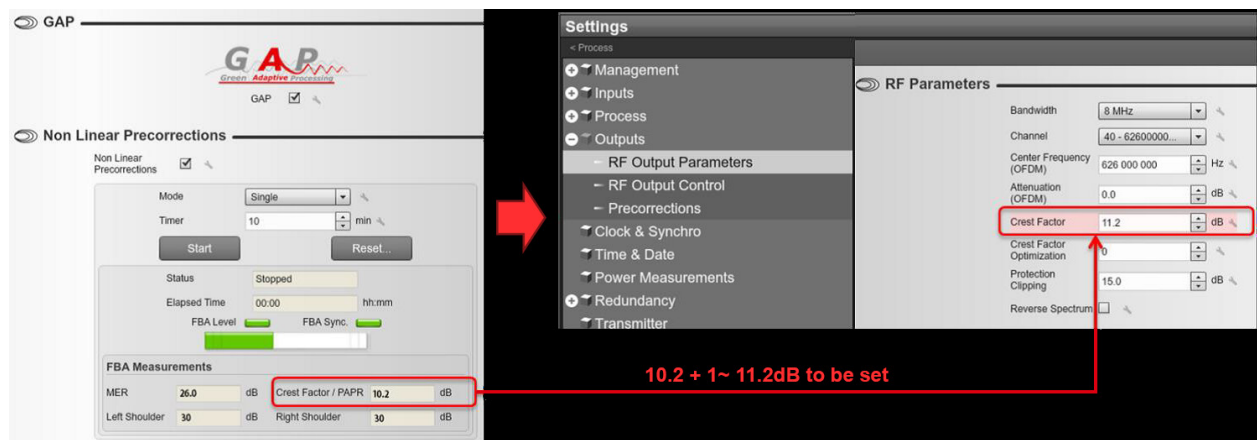 GAP
GAP
Green Adaptive Processing
GAP
Non Linear Precorrections
Non Linear
Precorrections
Mode Single
Timer 10 min
Start Reset...
Status Stopped
Elapsed Time 00:00 hh:mm
FBA Level FBA Sync.
FBA Measurements
MER 26.0 dB Crest Factor / PAPR 10.2 dB
Left Shoulder 30 dB Right Shoulder 30 dB
Settings
< Process
Management
Inputs
Process
Outputs
RF Output Parameters
RF Output Control
Precorrections
Clock & Synchro
Time & Date
Power Measurements
Redundancy
Transmitter
RF Parameters
Bandwidth 8 MHz
Channel 40 - 62600000...
Center Frequency
(OFDM) 626 000 000 Hz
Attenuation
(OFDM) 0.0 dB
Crest Factor 11.2 dB
Crest Factor
Optimization 0
Protection
Clipping 15.0 dB
Reverse Spectrum
10.2 + 1~ 11.2dB to be set